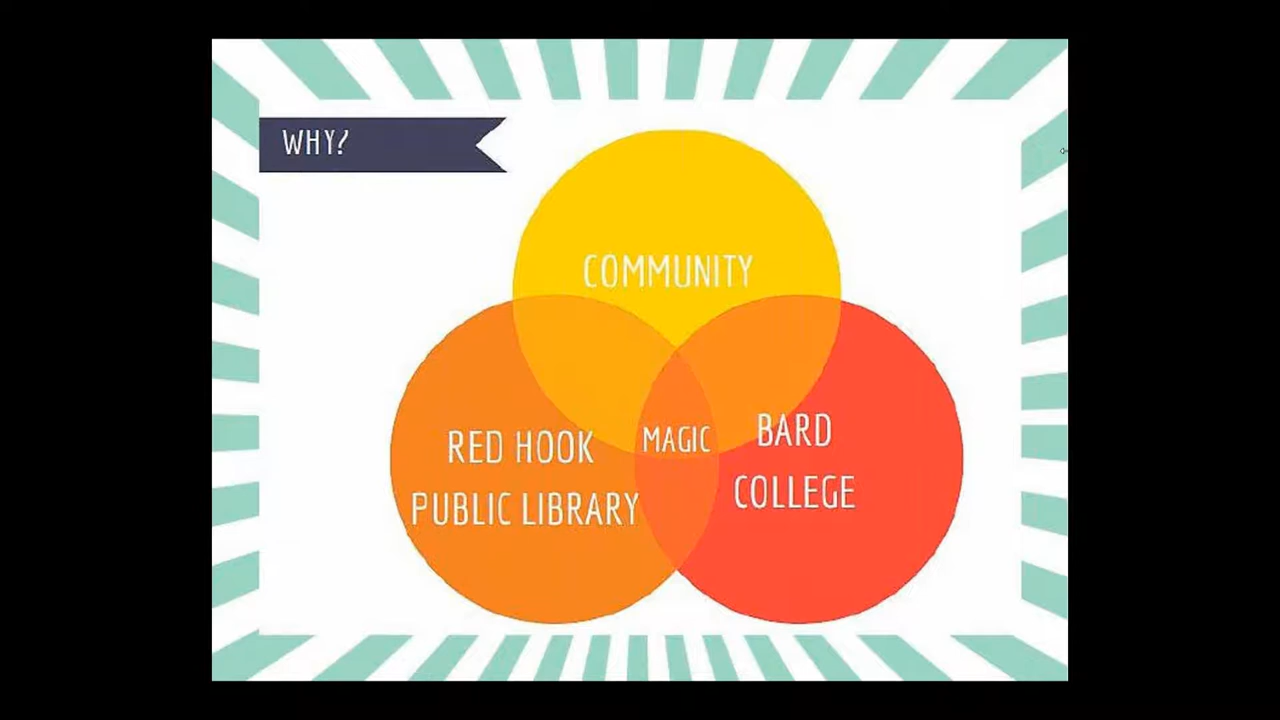 WHY?
COMMUNITY
RED HOOK
PUBLIC LIBRARY
MAGIC
BARD
COLLEGE